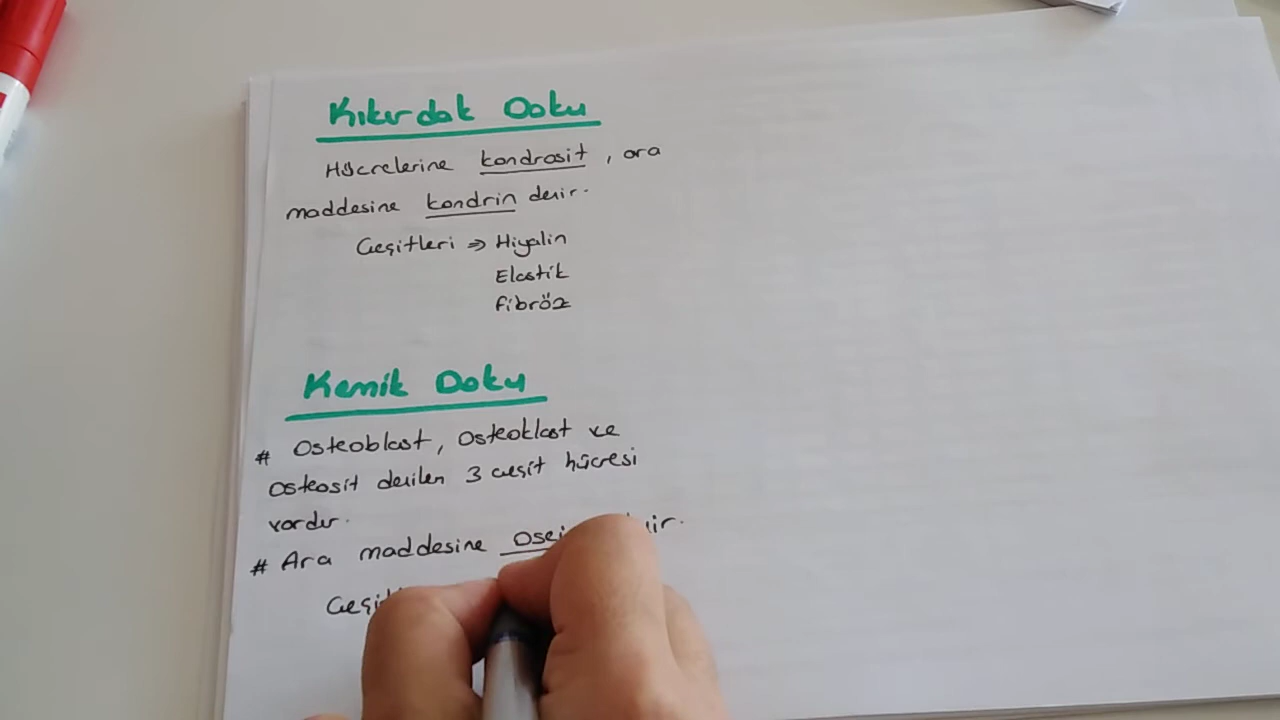 Kıkırdak Doku
Hücrelerine kondrosit, ara
maddesine kondrin denir.
Çeşitleri ⇒ Hiyalin
Elastik
fibröz
Kemik Doku
# Osteoblast, Osteoklast ve
Osteosit denilen 3 çeşit hücresi
vardır.
# Ara maddesine